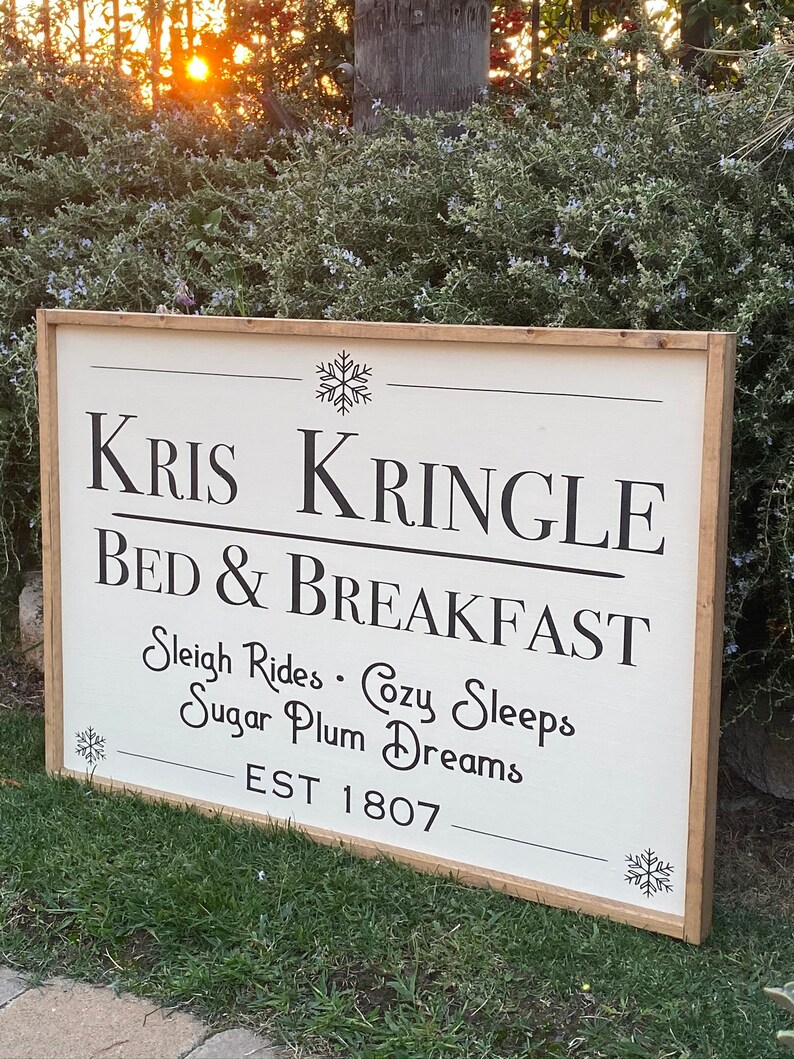 Kris Kringle
Bed & Breakfast
Sleigh Rides • Cozy Sleeps
Sugar Plum Dreams
EST 1807